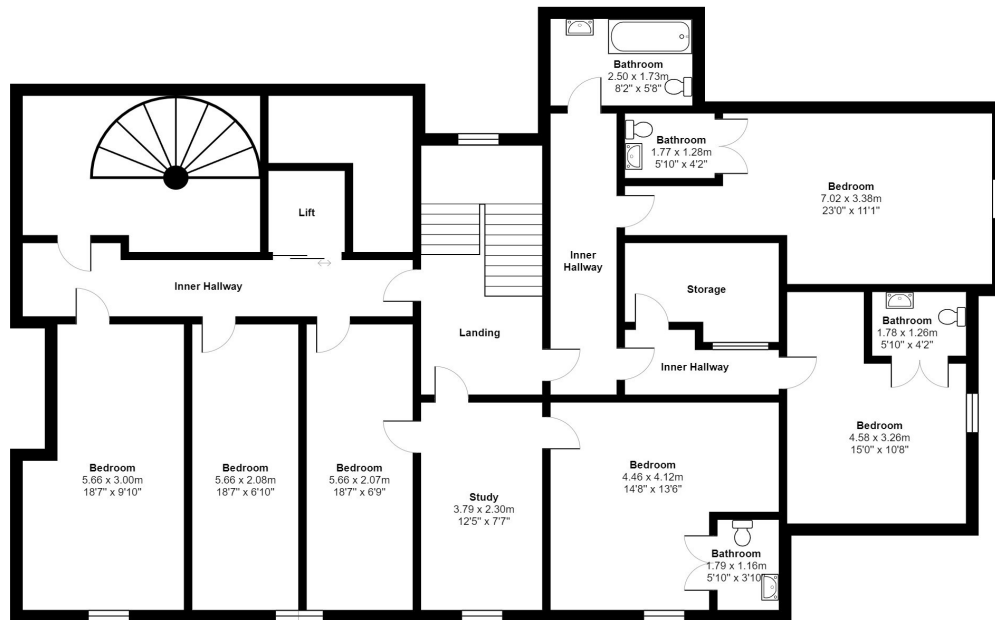 Bathroom
2.50 x 1.73m
8'2" x 5'8"
Bathroom
1.77 x 1.28m
5'10" x 4'2"
Bedroom
7.02 x 3.38m
23'0" x 11'1"
Lift
Inner
Hallway
Inner Hallway
Storage
Landing
Bathroom
1.78 x 1.26m
5'10" x 4'2"
Inner Hallway
Bedroom
4.58 x 3.26m
15'0" x 10'8"
Bedroom
5.66 x 3.00m
18'7" x 9'10"
Bedroom
5.66 x 2.08m
18'7" x 6'10"
Bedroom
5.66 x 2.07m
18'7" x 6'9"
Study
3.79 x 2.30m
12'5" x 7'7"
Bedroom
4.46 x 4.12m
14'8" x 13'6"
Bathroom
1.79 x 1.16m
5'10" x 3'10"